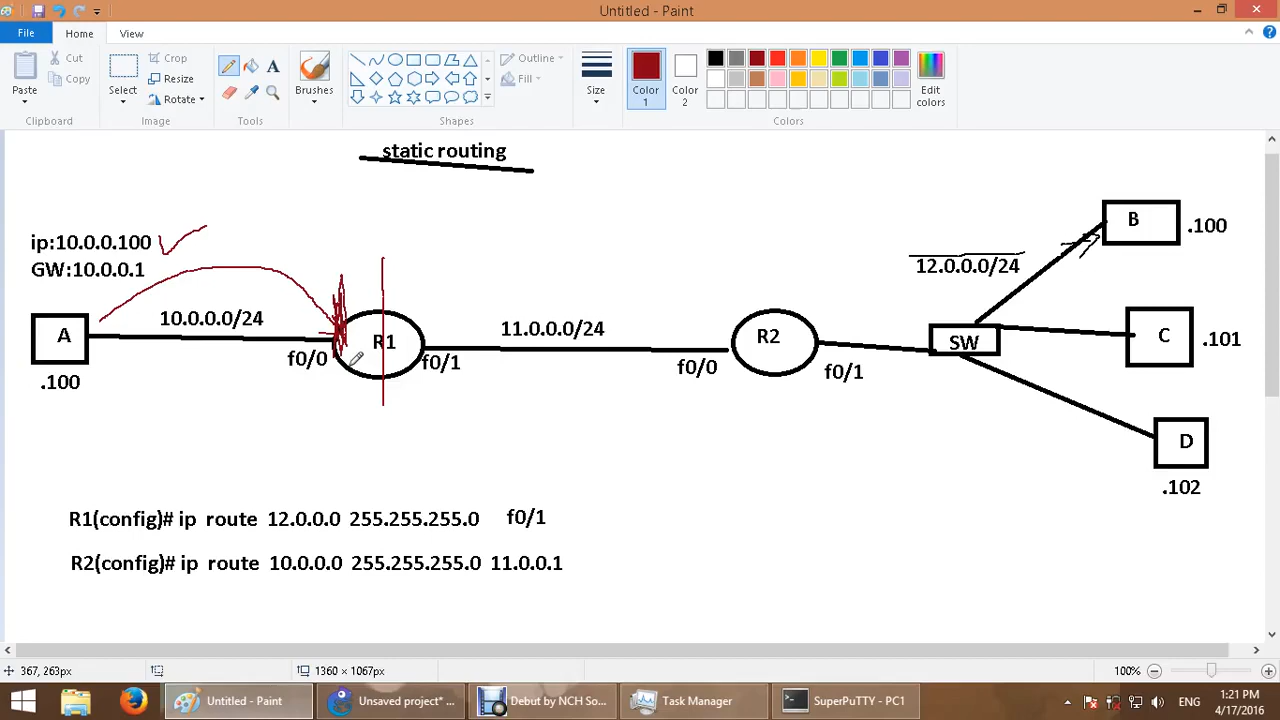 Untitled - Paint
File
Home
View
Paste
Cut
Copy
Clipboard
Select
Crop
Resize
Rotate
Image
Tools
Brushes
Shapes
Outline
Fill
Size
Color 1
Color 2
Edit colors
Colors
static routing
ip:10.0.0.100
GW:10.0.0.1
A
.100
10.0.0.0/24
f0/0
R1
f0/1
11.0.0.0/24
f0/0
R2
f0/1
12.0.0.0/24
SW
B
.100
C
.101
D
.102
R1(config)# ip route 12.0.0.0 255.255.255.0 f0/1
R2(config)# ip route 10.0.0.0 255.255.255.0 11.0.0.1
367, 263px
1360 × 1067px
100%
Untitled - Paint
Unsaved project* ...
Debut by NCH So...
Task Manager
SuperPuTTY - PC1
ENG
1:21 PM
4/17/2016